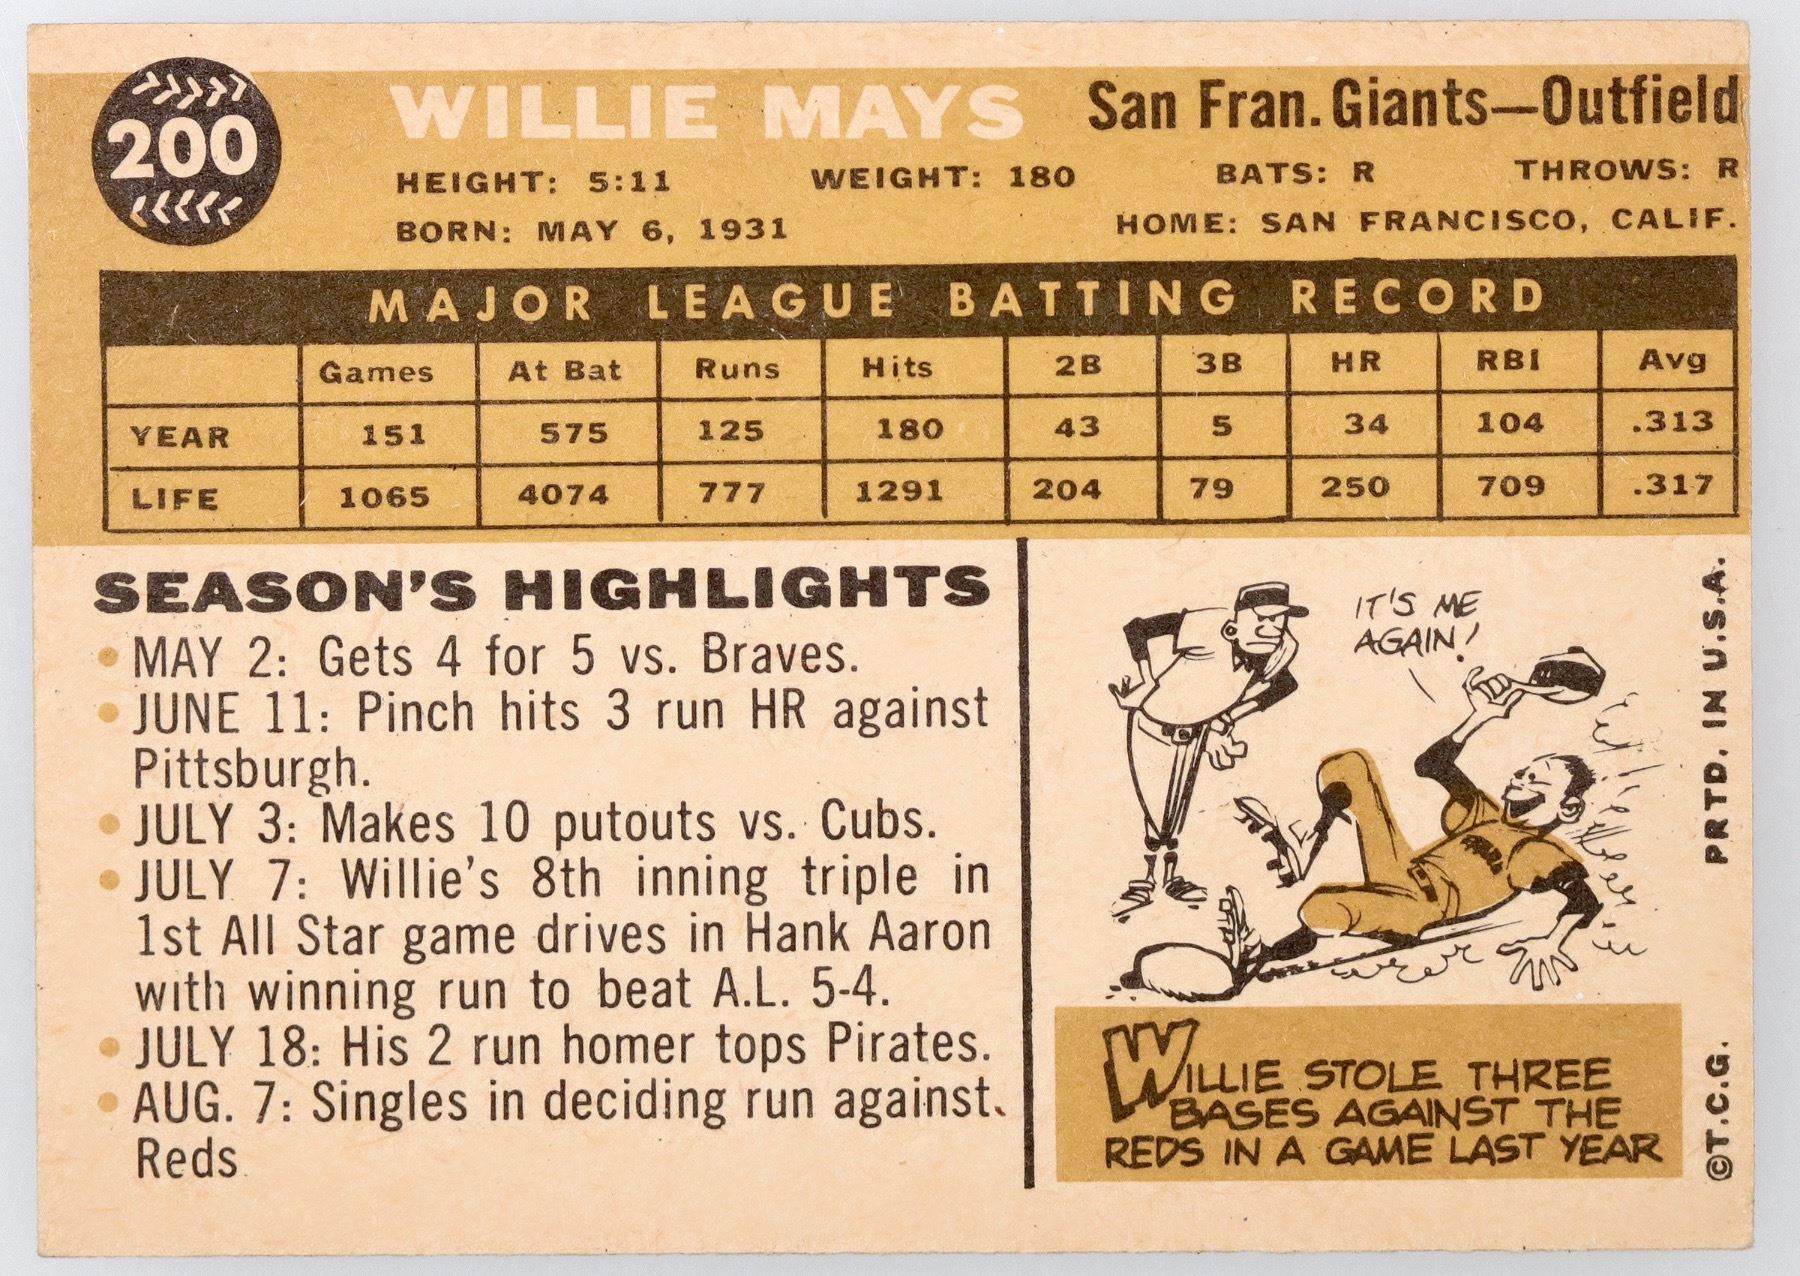 200
WILLIE MAYS
San Fran. Giants—Outfield
HEIGHT: 5:11 WEIGHT: 180 BATS: R THROWS: R
BORN: MAY 6, 1931 HOME: SAN FRANCISCO, CALIF.
MAJOR LEAGUE BATTING RECORD
Games At Bat Runs Hits 2B 3B HR RBI Avg
YEAR 151 575 125 180 43 5 34 104 .313
LIFE 1065 4074 777 1291 204 79 250 709 .317
SEASON'S HIGHLIGHTS
• MAY 2: Gets 4 for 5 vs. Braves.
• JUNE 11: Pinch hits 3 run HR against
Pittsburgh.
• JULY 3: Makes 10 putouts vs. Cubs.
• JULY 7: Willie's 8th inning triple in
1st All Star game drives in Hank Aaron
with winning run to beat A.L. 5-4.
• JULY 18: His 2 run homer tops Pirates.
• AUG. 7: Singles in deciding run against
Reds
IT'S ME
AGAIN!
WILLIE STOLE THREE
BASES AGAINST THE
REDS IN A GAME LAST YEAR
©T.C.G. PRTD. IN U.S.A.